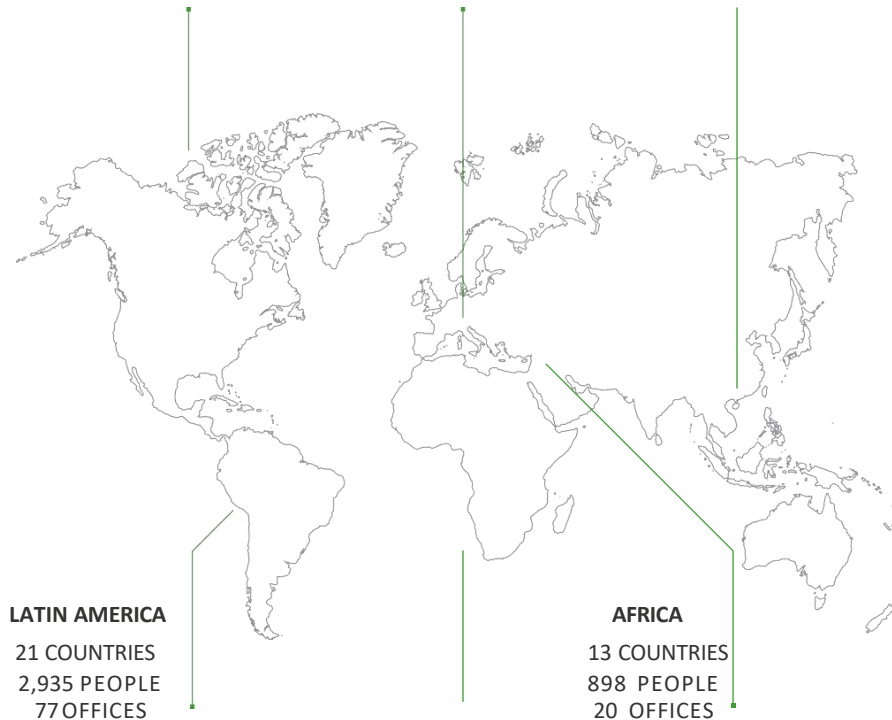 LATIN AMERICA
21 COUNTRIES
2,935 PEOPLE
77 OFFICES
AFRICA
13 COUNTRIES
898 PEOPLE
20 OFFICES